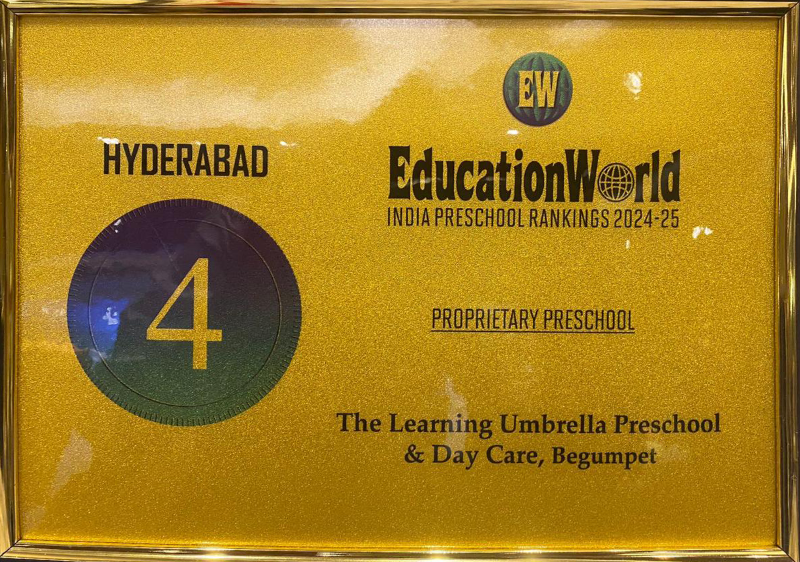 HYDERABAD
4
EW
EducationWorld
INDIA PRESCHOOL RANKINGS 2024-25
PROPRIETARY PRESCHOOL
The Learning Umbrella Preschool
& Day Care, Begumpet